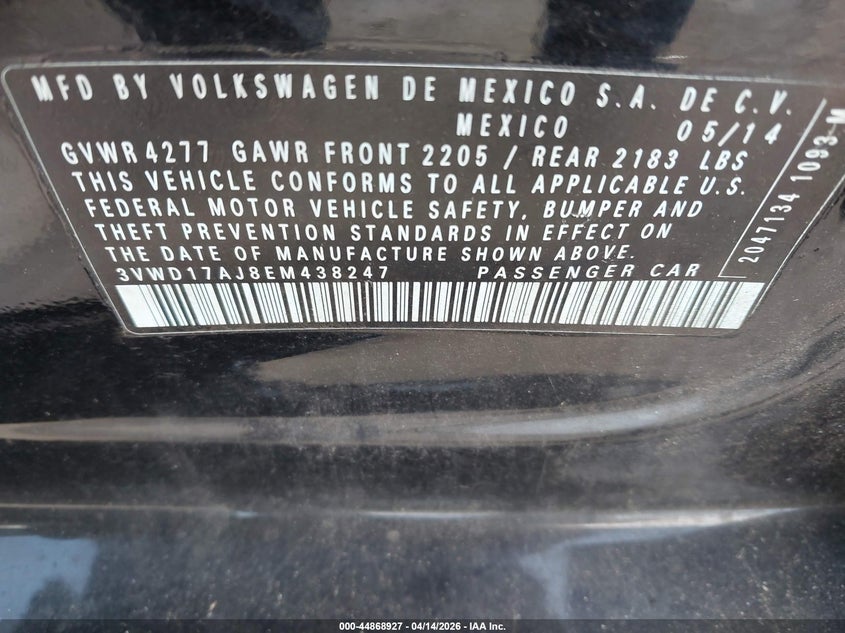 MFD BY VOLKSWAGEN DE MEXICO S.A. DE C.V.
MEXICO 05/14
GVWR 4277 GAWR FRONT 2205 / REAR 2183 LBS
THIS VEHICLE CONFORMS TO ALL APPLICABLE U.S.
FEDERAL MOTOR VEHICLE SAFETY, BUMPER AND
THEFT PREVENTION STANDARDS IN EFFECT ON
THE DATE OF MANUFACTURE SHOWN ABOVE.
3VWD17AJ8EM438247 PASSENGER CAR
2047134 1093 M
000-44868927 | 04/14/2026 | IAA Inc.